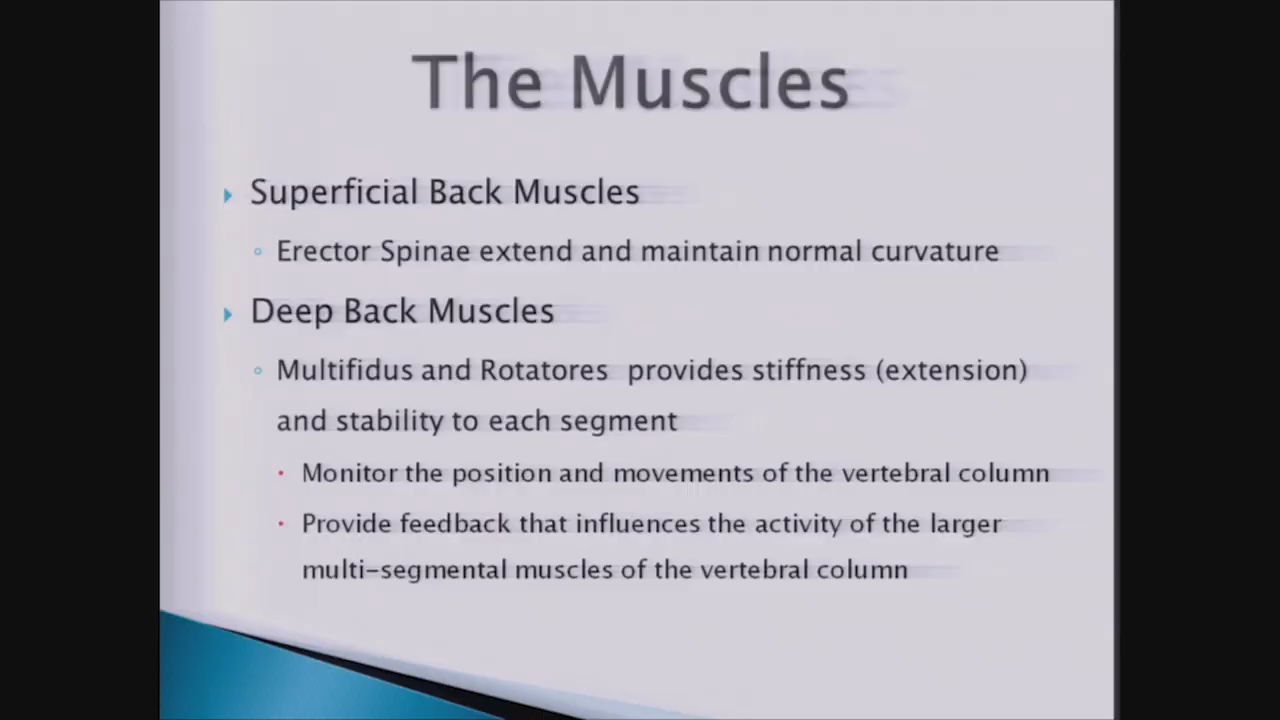 The Muscles
Superficial Back Muscles
Erector Spinae extend and maintain normal curvature
Deep Back Muscles
Multifidus and Rotatores provides stiffness (extension)
and stability to each segment
Monitor the position and movements of the vertebral column
Provide feedback that influences the activity of the larger
multi-segmental muscles of the vertebral column